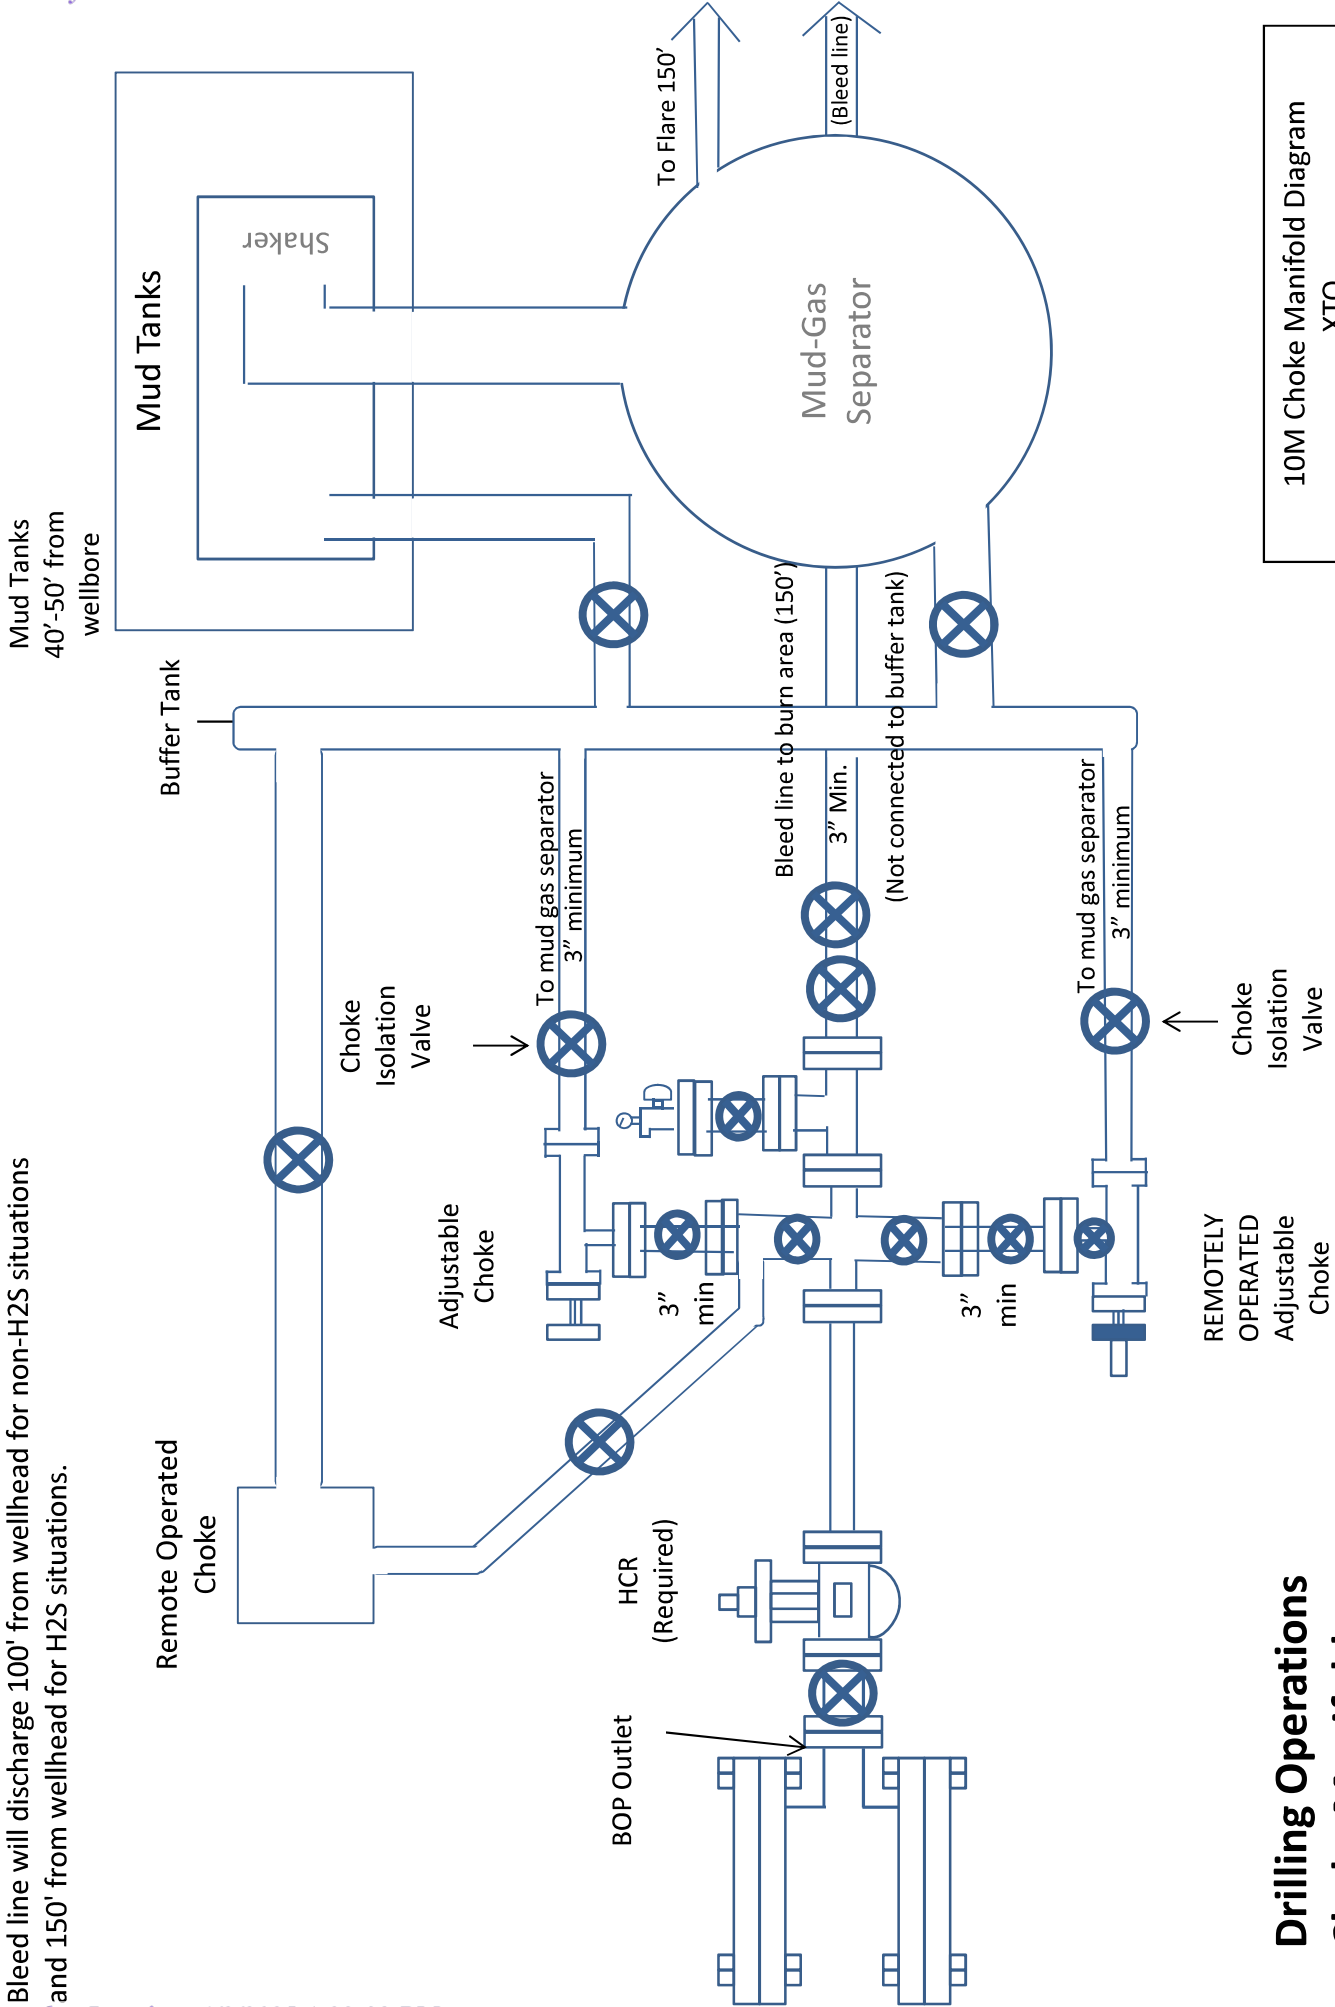 Bleed line will discharge 100' from wellhead for non-H2S situations
and 150' from wellhead for H2S situations.
Mud Tanks
40’-50’ from
wellbore
Mud Tanks
Shaker
Buffer Tank
Remote Operated
Choke
Choke
Isolation
Valve
Adjustable
Choke
To mud gas separator
3” minimum
To Flare 150’
(Bleed line)
Mud-Gas
Separator
HCR
(Required)
BOP Outlet
3”
min
Bleed line to burn area (150’)
3” Min.
(Not connected to buffer tank)
3”
min
To mud gas separator
3” minimum
REMOTELY
OPERATED
Adjustable
Choke
Choke
Isolation
Valve
Drilling Operations
10M Choke Manifold Diagram
XTO